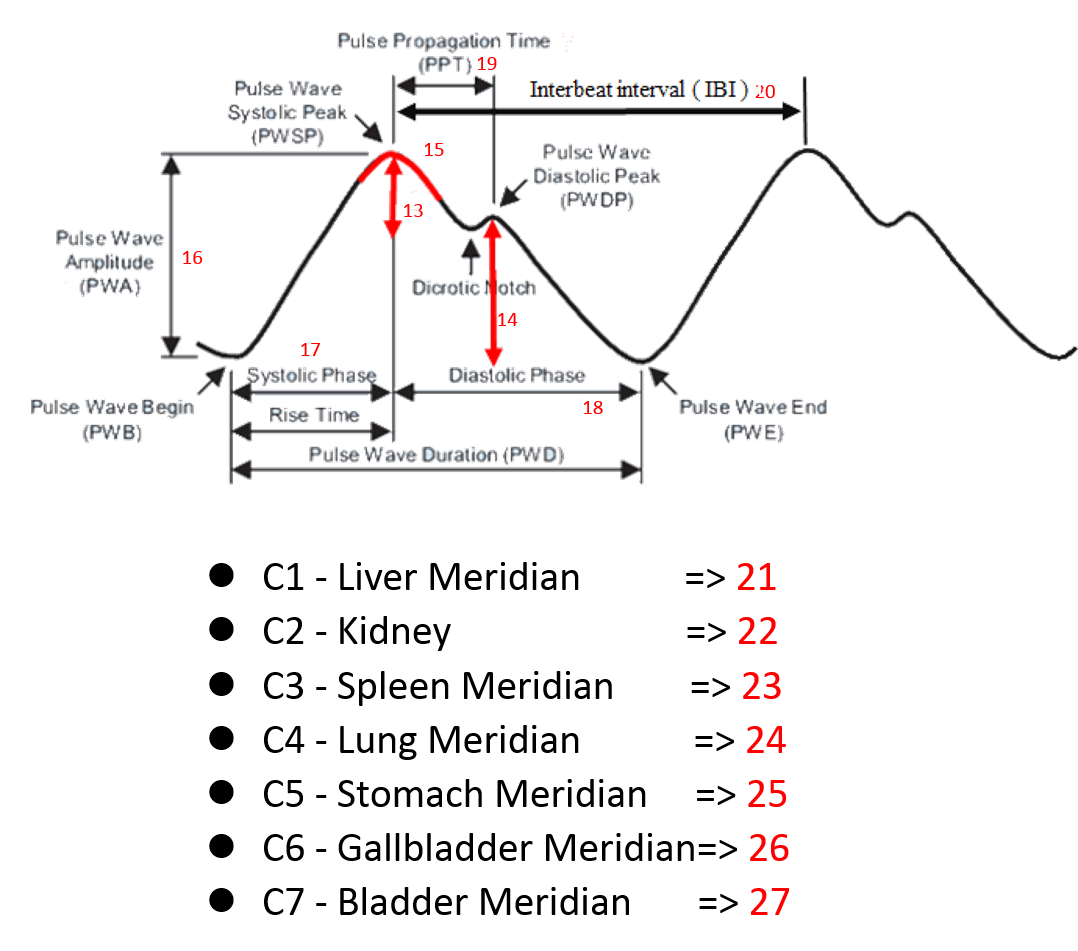 Pulse Propagation Time
(PPT) 19
Pulse Wave
Systolic Peak
(PWSP)
Interbeat interval ( IBI ) 20
15
Pulse Wave
Diastolic Peak
(PWDP)
13
Pulse Wave
Amplitude
(PWA)
16
Dicrotic Notch
14
17
Systolic Phase
Diastolic Phase
18
Pulse Wave Begin
(PWB)
Rise Time
Pulse Wave End
(PWE)
Pulse Wave Duration (PWD)
● C1 - Liver Meridian => 21
● C2 - Kidney => 22
● C3 - Spleen Meridian => 23
● C4 - Lung Meridian => 24
● C5 - Stomach Meridian => 25
● C6 - Gallbladder Meridian=> 26
● C7 - Bladder Meridian => 27